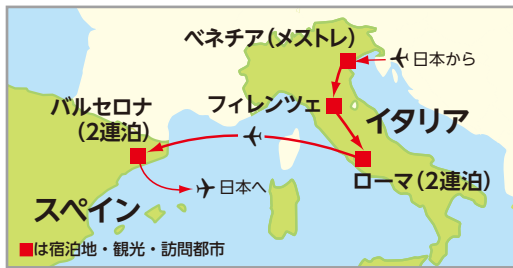 ベネチア(メストレ)
日本から
バルセロナ
(2連泊)
フィレンツェ
イタリア
ローマ(2連泊)
日本へ
スペイン
■は宿泊地・観光・訪問都市